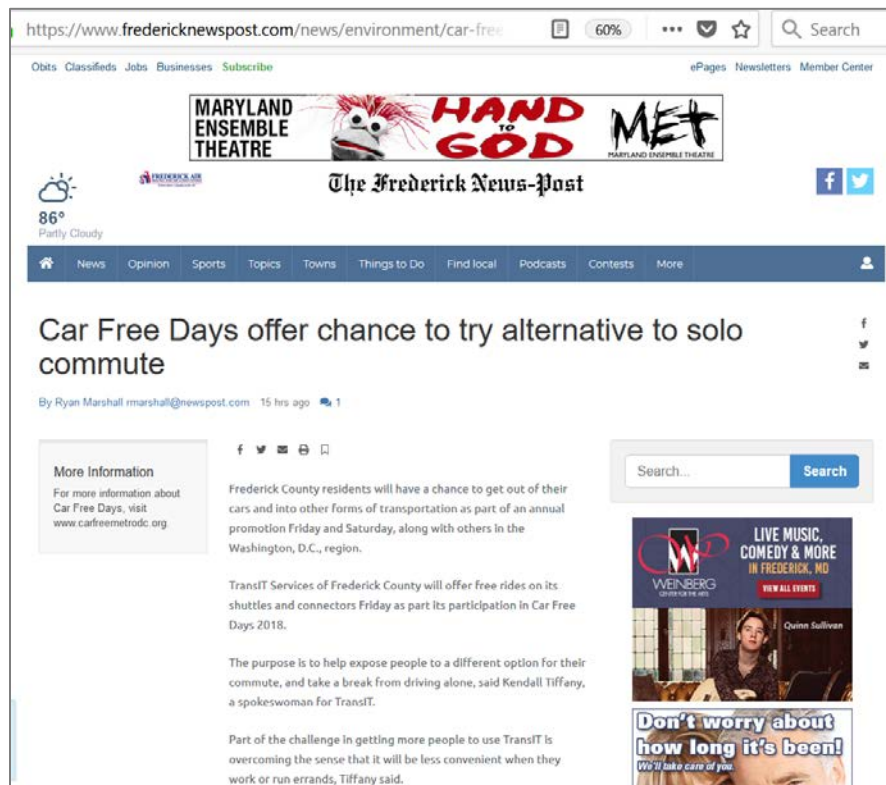 https://www.fredericknewspost.com/news/environment/car-free
60%
Search
Obits Classifieds Jobs Businesses Subscribe
ePages Newsletters Member Center
MARYLAND
ENSEMBLE
THEATRE
HAND
TO
GOD
MET
MARYLAND ENSEMBLE THEATRE
FREDERICK AIR
The Frederick News-Post
86°
Partly Cloudy
News Opinion Sports Topics Towns Things to Do Find local Podcasts Contests More
Car Free Days offer chance to try alternative to solo
commute
By Ryan Marshall rmarshall@newspost.com 15 hrs ago 1
More Information
For more information about
Car Free Days, visit
www.carfreemetrodc.org.
Frederick County residents will have a chance to get out of their
cars and into other forms of transportation as part of an annual
promotion Friday and Saturday, along with others in the
Washington, D.C., region.
TransIT Services of Frederick County will offer free rides on its
shuttles and connectors Friday as part its participation in Car Free
Days 2018.
The purpose is to help expose people to a different option for their
commute, and take a break from driving alone, said Kendall Tiffany,
a spokeswoman for TransIT.
Part of the challenge in getting more people to use TransIT is
overcoming the sense that it will be less convenient when they
work or run errands, Tiffany said.
Search...
Search
W
WEINBERG
CENTER FOR THE ARTS
LIVE MUSIC,
COMEDY & MORE
IN FREDERICK, MD
VIEW ALL EVENTS
Quinn Sullivan
Don't worry about
how long it's been!
We'll take care of you.